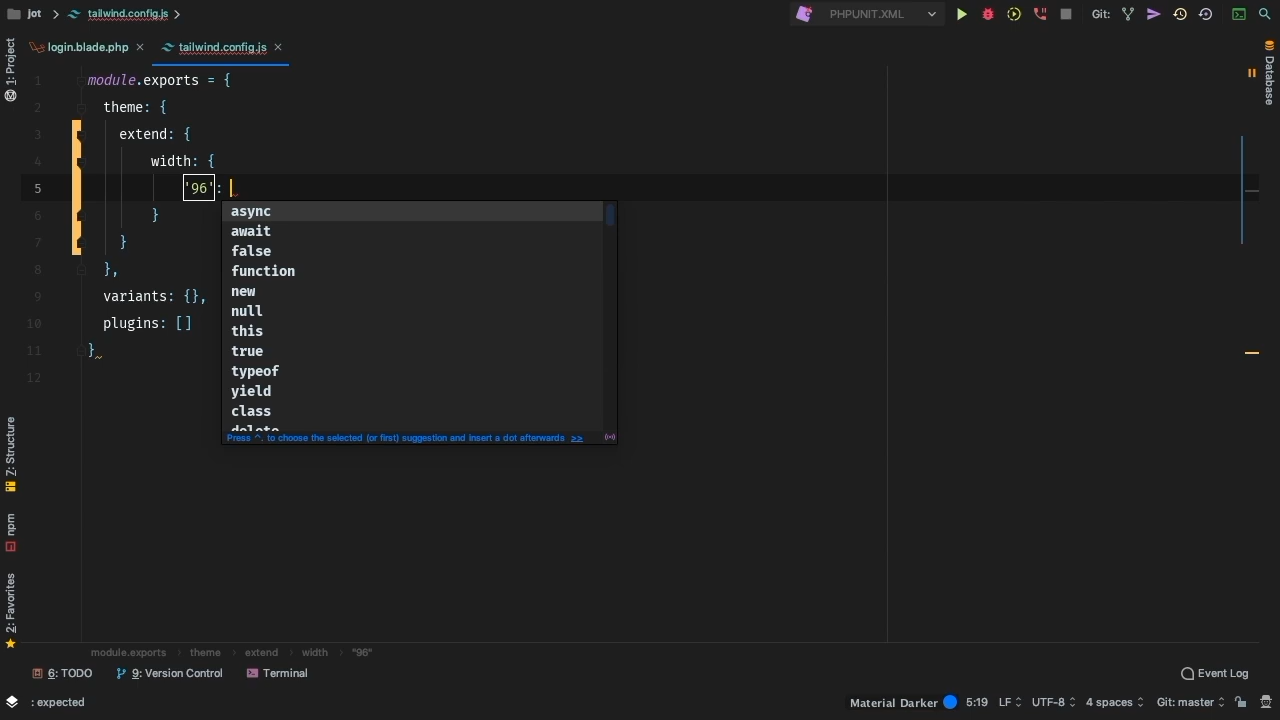 jot
tailwind.config.js
PHPUNIT.XML
Git:
login.blade.php
tailwind.config.js
1: Project
Database
1 module.exports = {
2 theme: {
3 extend: {
4 width: {
5 '96':
6 }
7 }
8 },
9 variants: {},
10 plugins: []
11 }
12
async
await
false
function
new
null
this
true
typeof
yield
class
delete
Press ^. to choose the selected (or first) suggestion and insert a dot afterwards >>
7: Structure
npm
2: Favorites
module.exports > theme > extend > width > "96"
6: TODO
9: Version Control
Terminal
Event Log
: expected
Material Darker
5:19
LF
UTF-8
4 spaces
Git: master